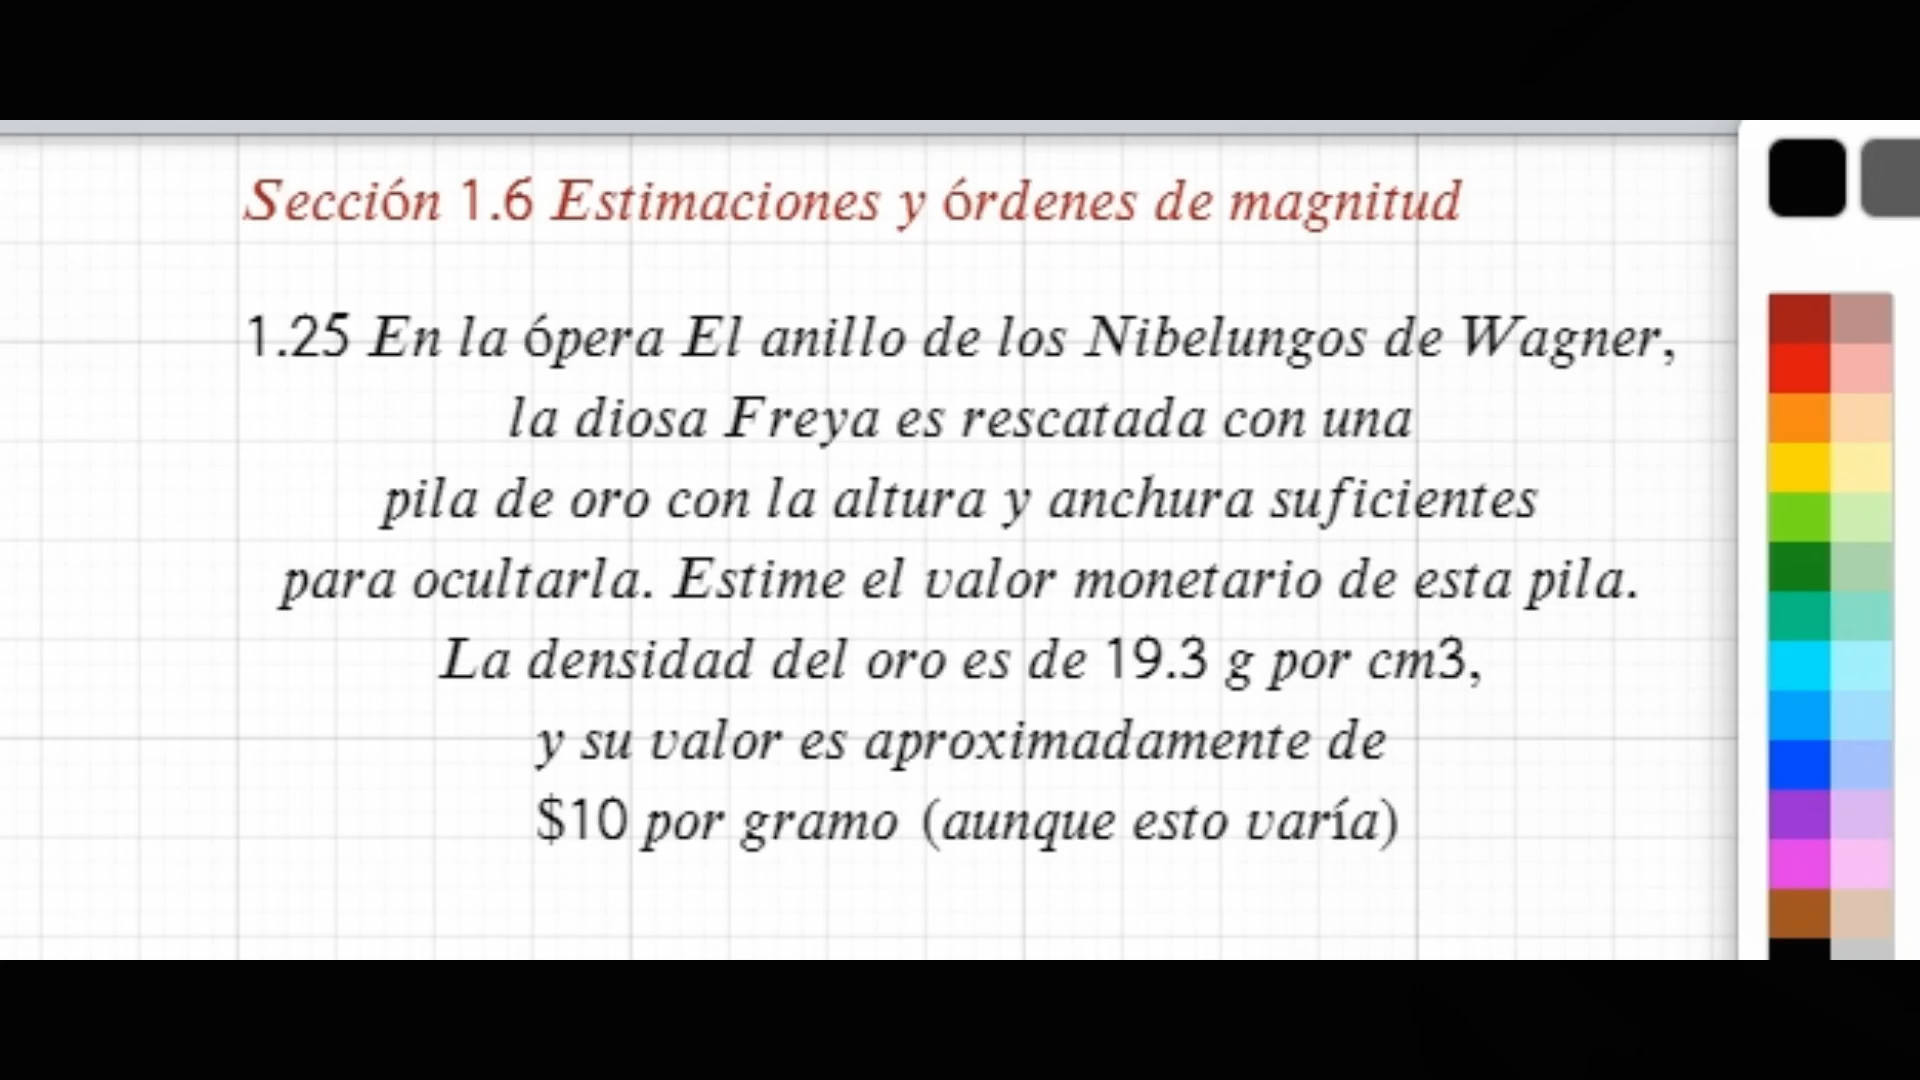 Sección 1.6 Estimaciones y órdenes de magnitud
1.25 En la ópera El anillo de los Nibelungos de Wagner,
la diosa Freya es rescatada con una
pila de oro con la altura y anchura suficientes
para ocultarla. Estime el valor monetario de esta pila.
La densidad del oro es de 19.3 g por cm3,
y su valor es aproximadamente de
$10 por gramo (aunque esto varía)